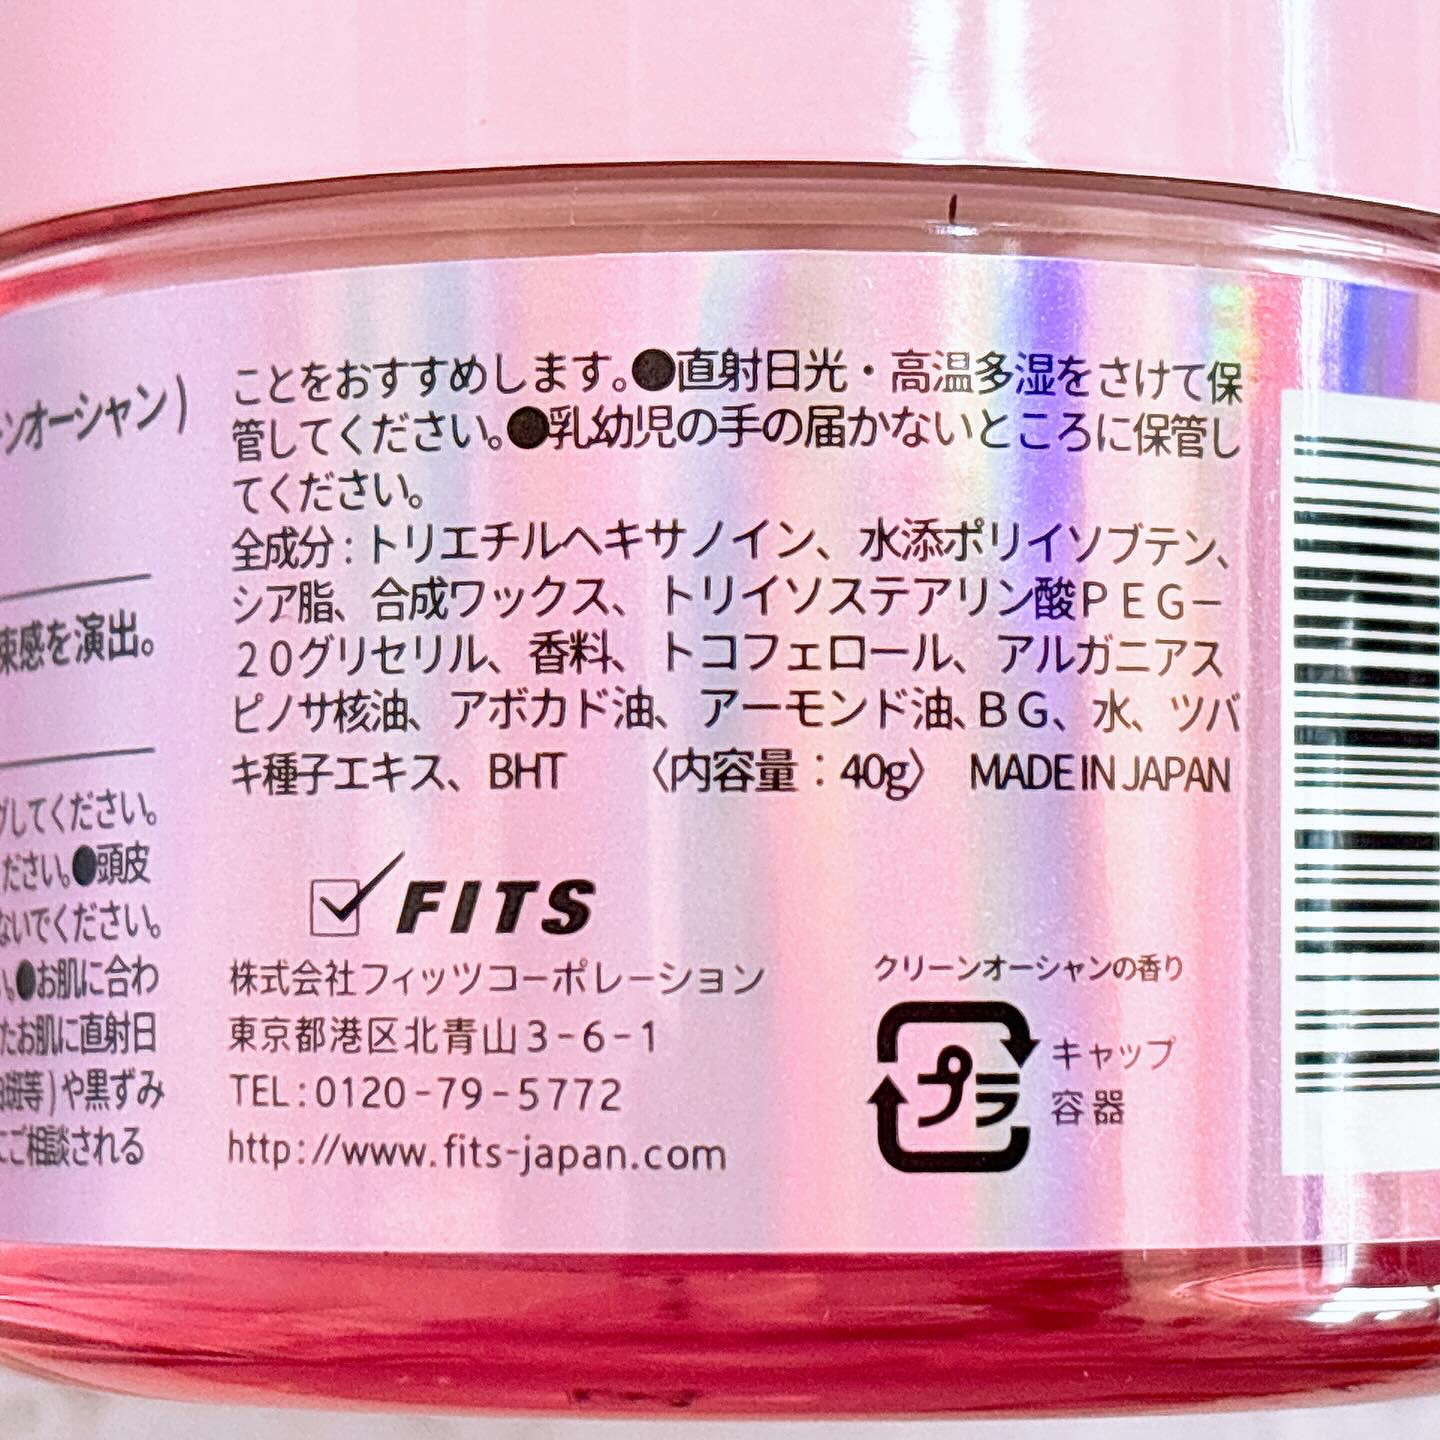 ーンオーシャン)
束感を演出。
してください。
ださい。●頭皮
ないでください。
●お肌に合わ
たお肌に直射日
斑等)や黒ずみ
にご相談される
ことをおすすめします。●直射日光・高温多湿をさけて保
管してください。●乳幼児の手の届かないところに保管し
てください。
全成分:トリエチルヘキサノイン、水添ポリイソブテン、
シア脂、合成ワックス、トリイソステアリン酸PEG－
20グリセリル、香料、トコフェロール、アルガニアス
ピノサ核油、アボカド油、アーモンド油、BG、水、ツバ
キ種子エキス、BHT 〈内容量:40g〉 MADE IN JAPAN
FITS
株式会社フィッツコーポレーション
東京都港区北青山3-6-1
TEL:0120-79-5772
http://www.fits-japan.com
クリーンオーシャンの香り
プラ
キャップ
容器